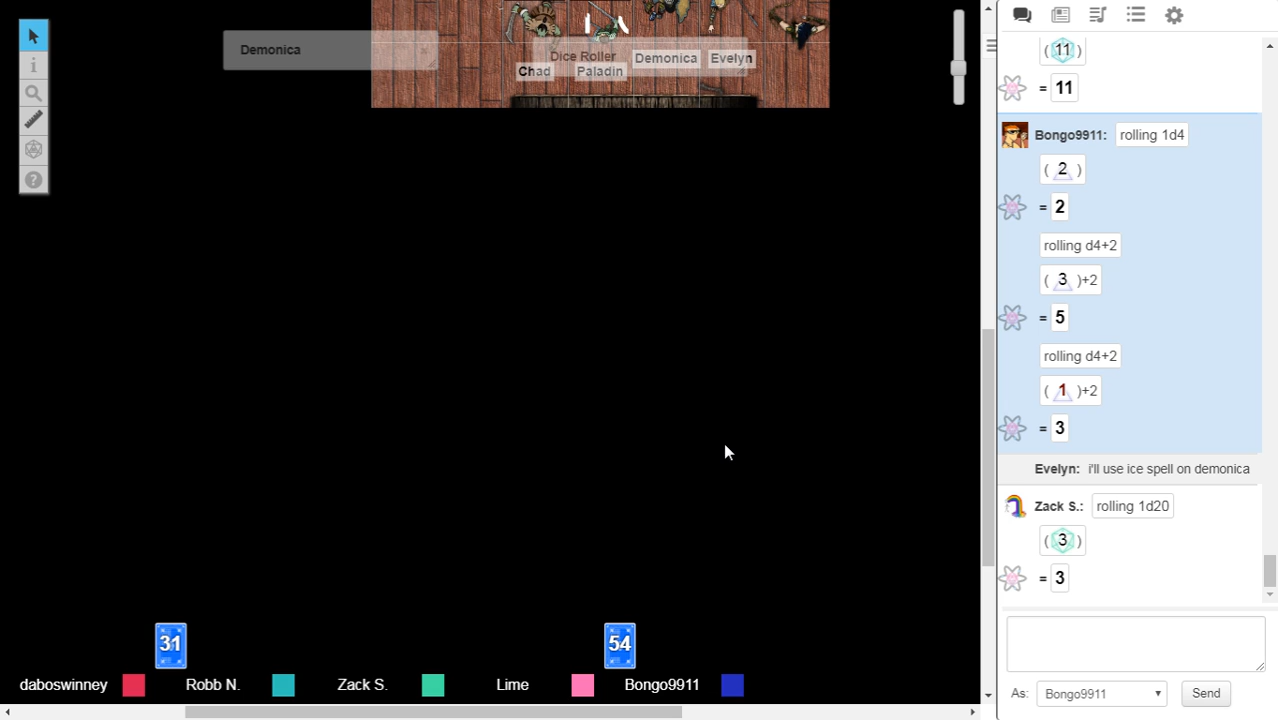 Demonica ×
Dice Roller
Demonica
Evelyn
Chad
Paladin
(11)
= 11
Bongo9911: rolling 1d4
( 2 )
= 2
rolling d4+2
( 3 )+2
= 5
rolling d4+2
( 1 )+2
= 3
Evelyn: i'll use ice spell on demonica
Zack S.: rolling 1d20
(3)
= 3
31
54
daboswinney
Robb N.
Zack S.
Lime
Bongo9911
As: Bongo9911
Send